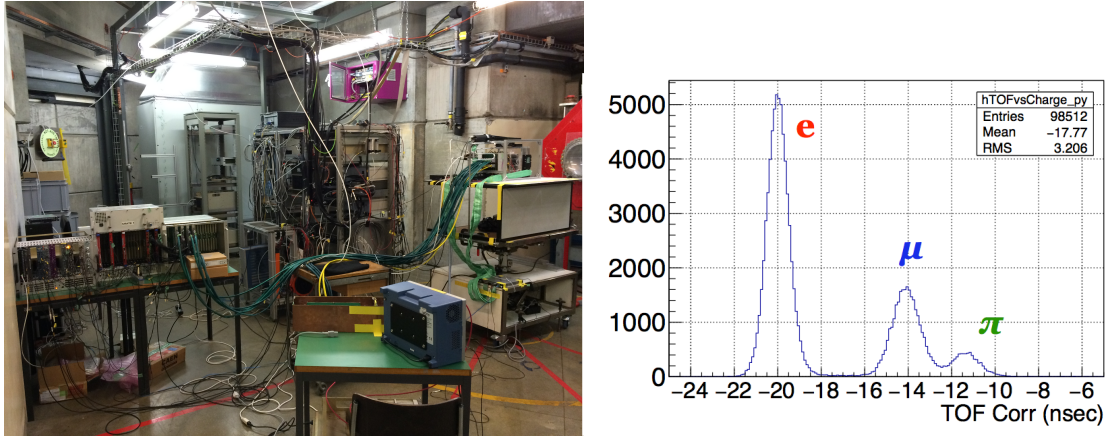 hTOFvsCharge_py
Entries 98512
Mean −17.77
RMS 3.206
5000
4000
3000
2000
1000
0
e
μ
π
−24 −22 −20 −18 −16 −14 −12 −10 −8 −6
TOF Corr (nsec)